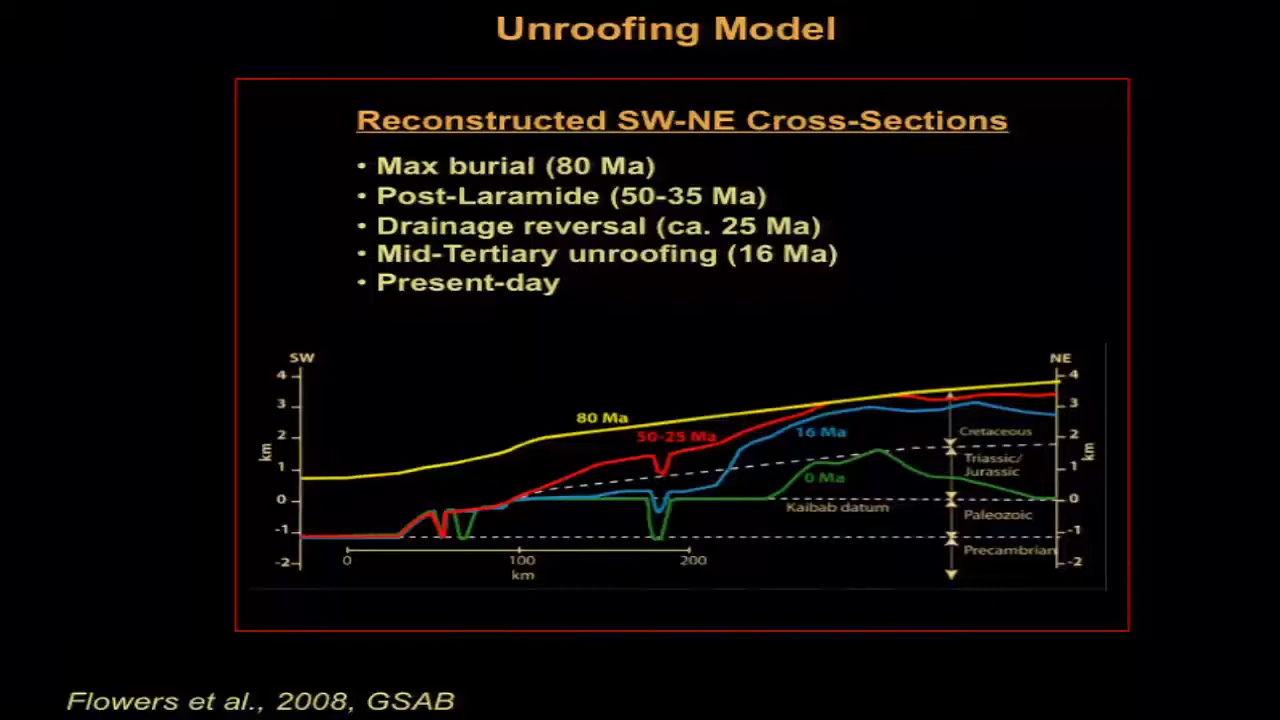 Unroofing Model
Reconstructed SW-NE Cross-Sections
• Max burial (80 Ma)
• Post-Laramide (50-35 Ma)
• Drainage reversal (ca. 25 Ma)
• Mid-Tertiary unroofing (16 Ma)
• Present-day
SW NE
4 4
3 3
80 Ma
50-25 Ma 16 Ma Cretaceous
2 2
km km
1 Triassic/ 1
Jurassic
0 Ma
0 0
Kaibab datum Paleozoic
-1 -1
Precambrian
-2 -2
0 100 200
km
Flowers et al., 2008, GSAB